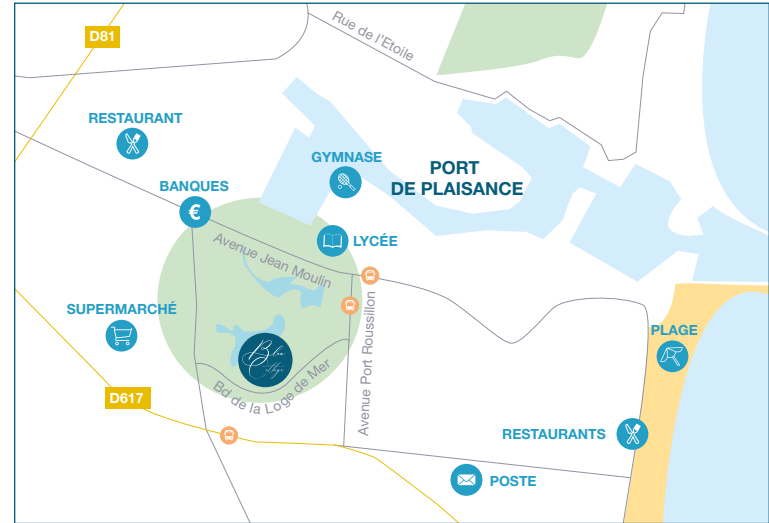 D81
Rue de l'Etoile
RESTAURANT
GYMNASE
PORT
DE PLAISANCE
BANQUES
€
LYCÉE
Avenue Jean Moulin
SUPERMARCHÉ
Avenue Port Roussillon
PLAGE
Bd de la Loge de Mer
D617
RESTAURANTS
POSTE